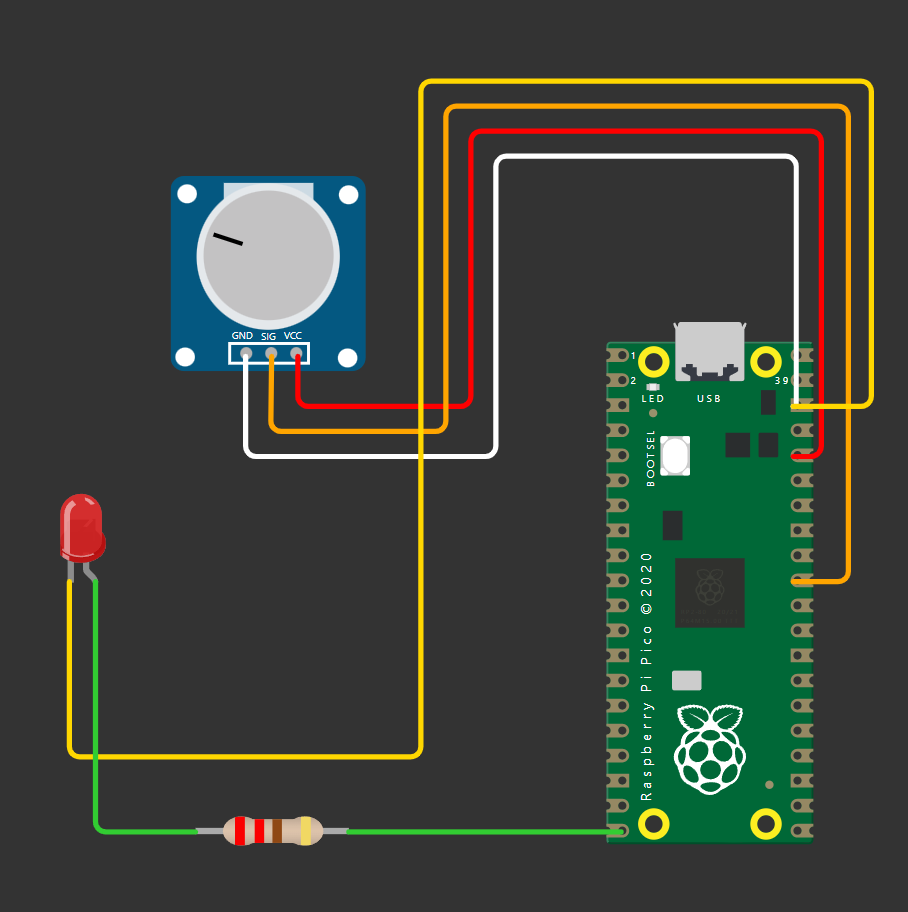 GND SIG VCC
1
2
39
LED
USB
BOOTSEL
Raspberry Pi Pico © 2020